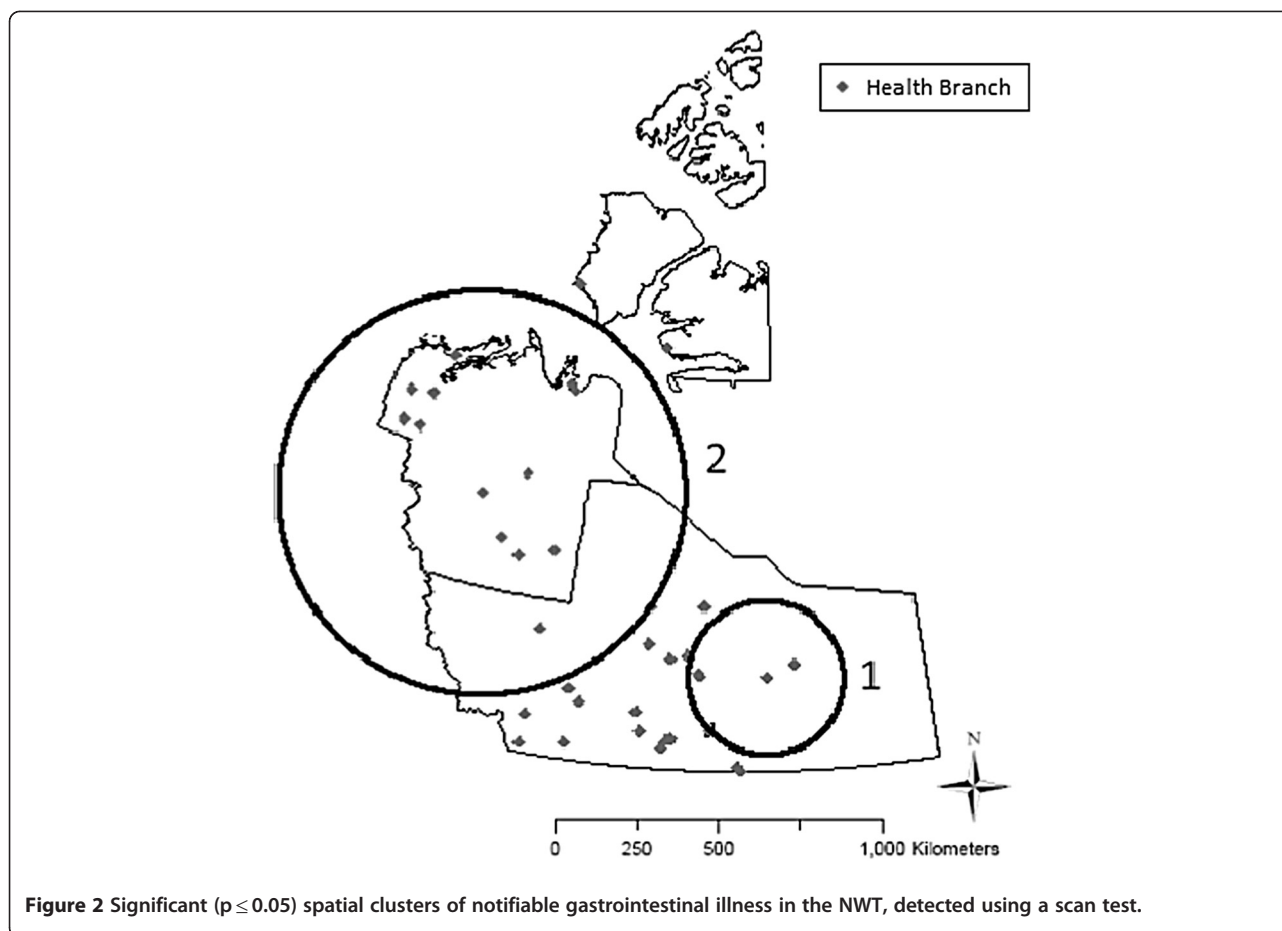 Health Branch
2
1
N
0 250 500 1,000 Kilometers
Figure 2 Significant (p ≤ 0.05) spatial clusters of notifiable gastrointestinal illness in the NWT, detected using a scan test.